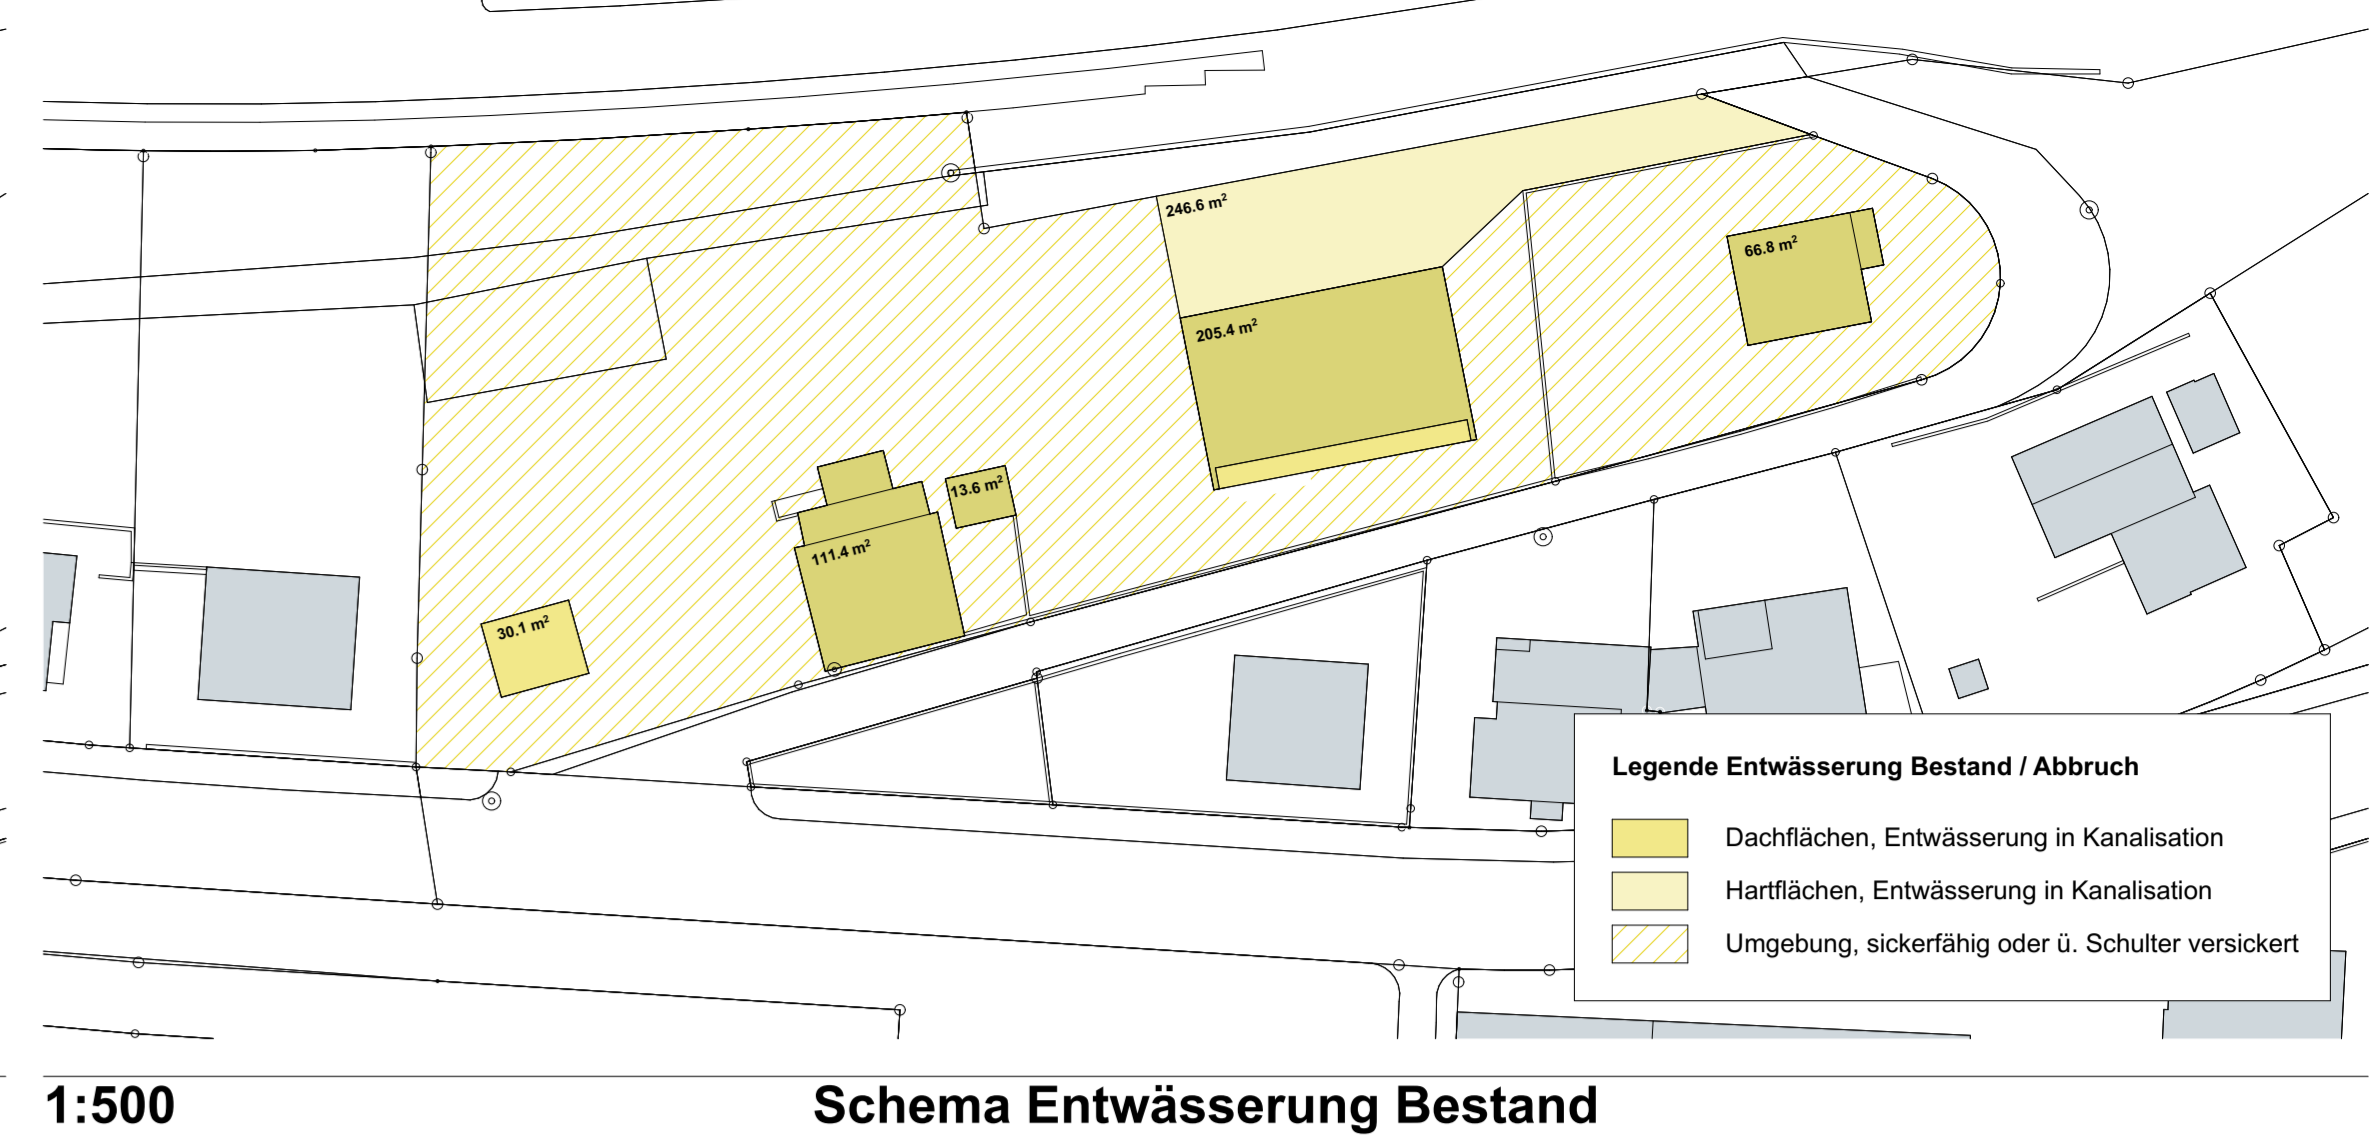 246.6 m²
66.8 m²
205.4 m²
13.6 m²
111.4 m²
30.1 m²
Legende Entwässerung Bestand / Abbruch
Dachflächen, Entwässerung in Kanalisation
Hartflächen, Entwässerung in Kanalisation
Umgebung, sickerfähig oder ü. Schulter versickert
1:500
Schema Entwässerung Bestand